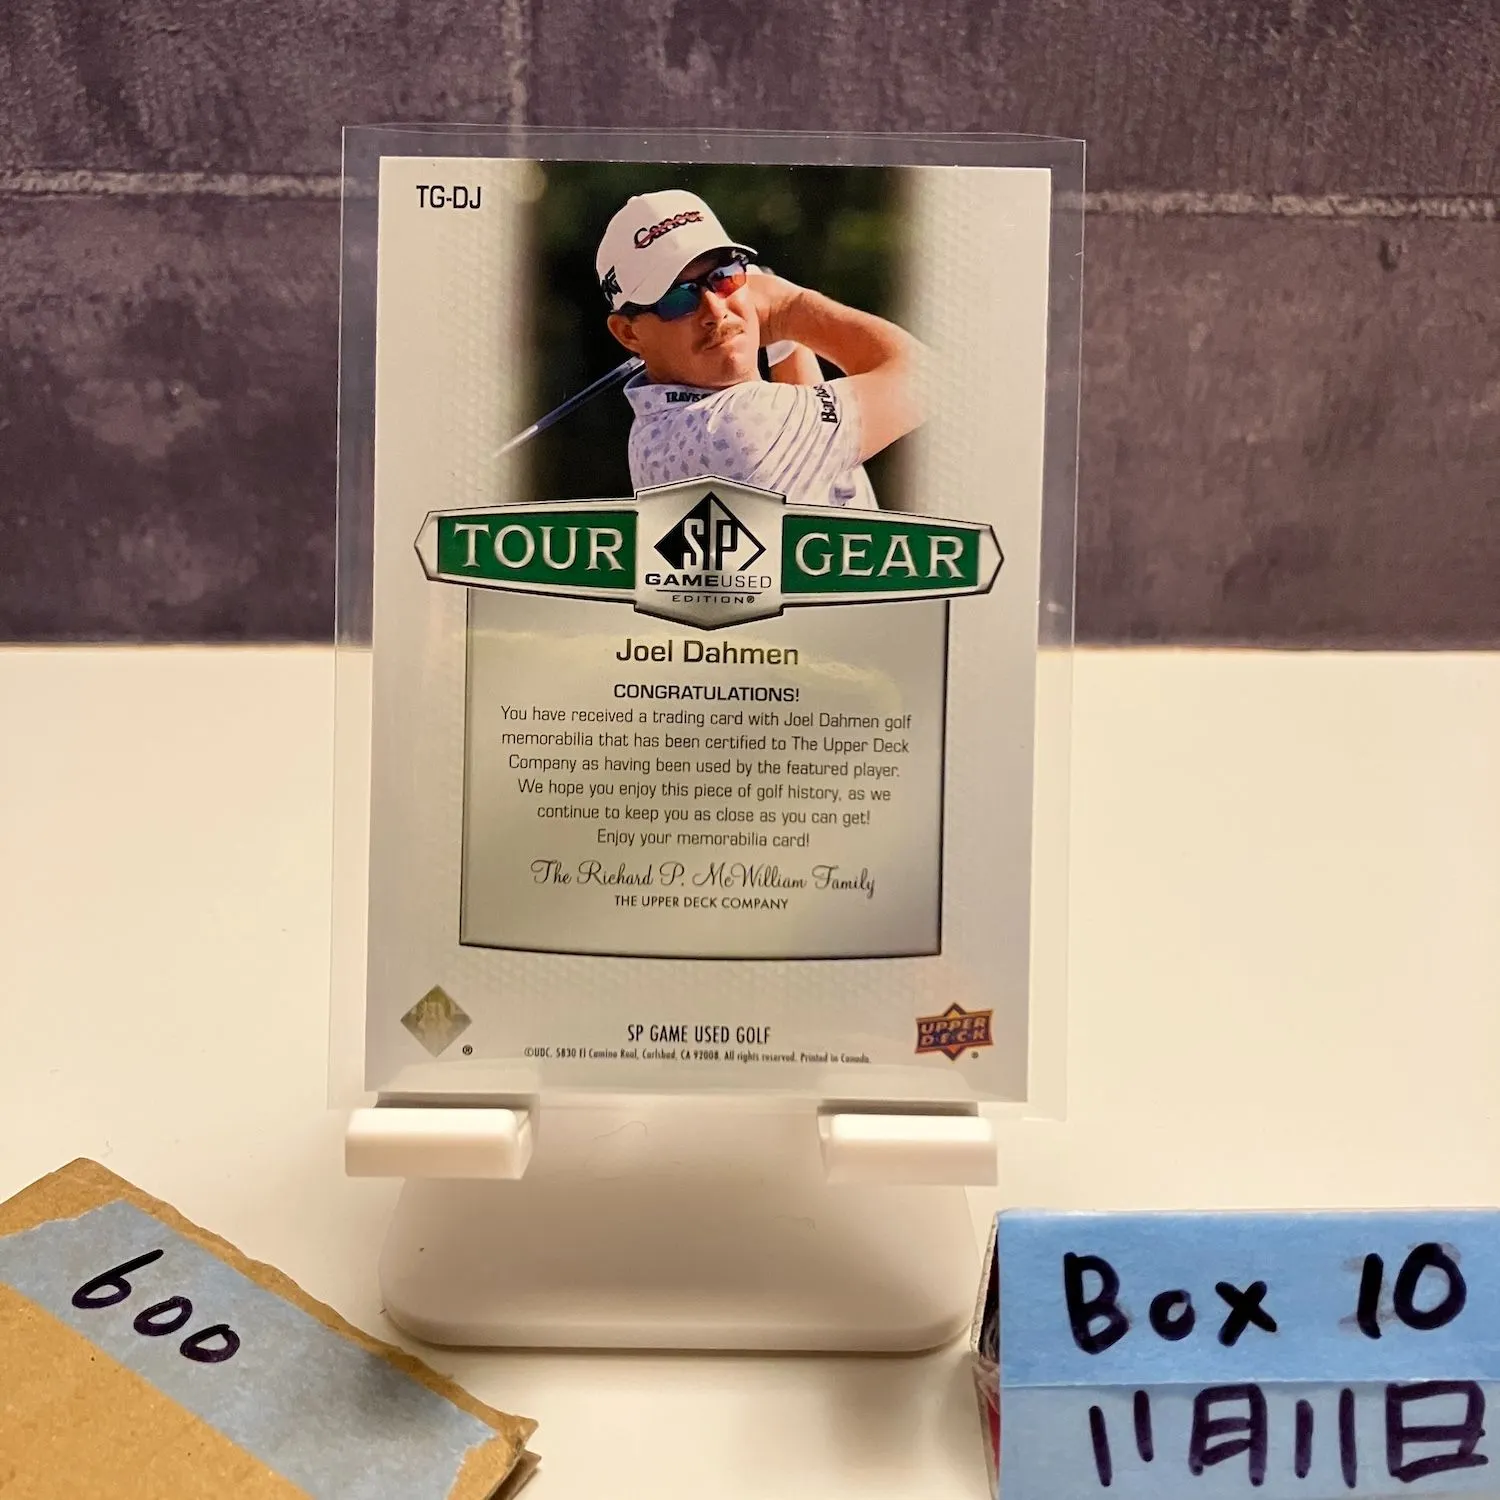 TG-DJ
Cancer
TRAVIS
TOUR SP GEAR
GAMEUSED
EDITION®
Joel Dahmen
CONGRATULATIONS!
You have received a trading card with Joel Dahmen golf
memorabilia that has been certified to The Upper Deck
Company as having been used by the featured player.
We hope you enjoy this piece of golf history, as we
continue to keep you as close as you can get!
Enjoy your memorabilia card!
The Richard P. McWilliam Family
THE UPPER DECK COMPANY
SP GAME USED GOLF
©UDC. 5830 El Camino Real, Carlsbad, CA 92008. All rights reserved. Printed in Canada.
UPPER
DECK
®
®
600
Box 10
11月11日